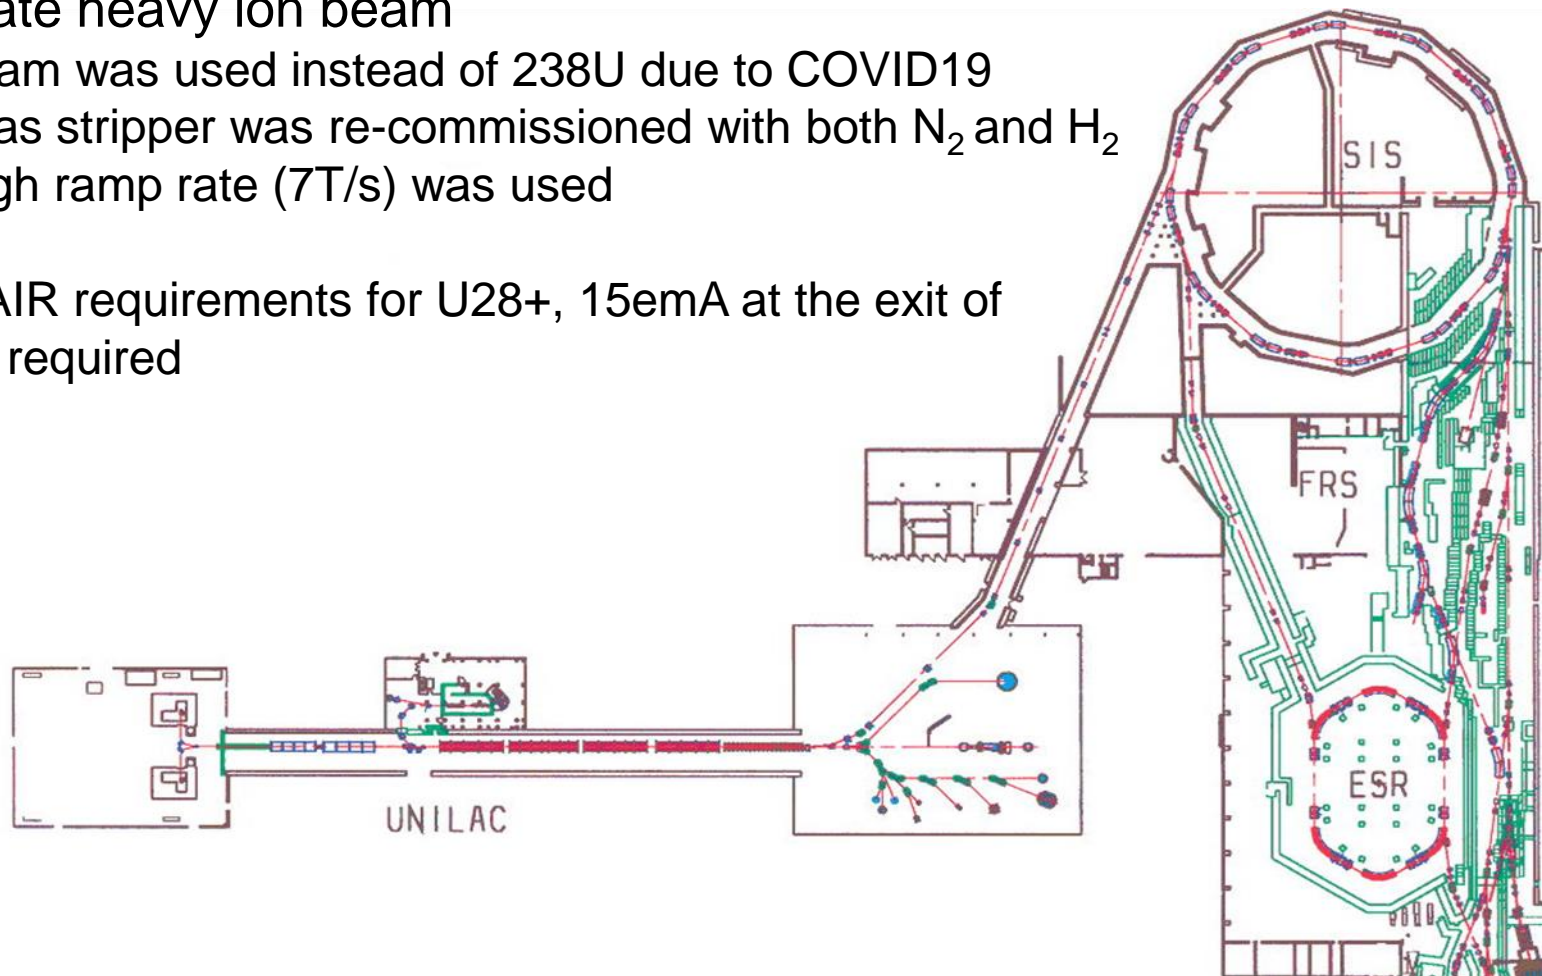 ate heavy ion beam
am was used instead of 238U due to COVID19
as stripper was re-commissioned with both N₂ and H₂
gh ramp rate (7T/s) was used
AIR requirements for U28+, 15emA at the exit of
required
SIS
FRS
ESR
UNILAC